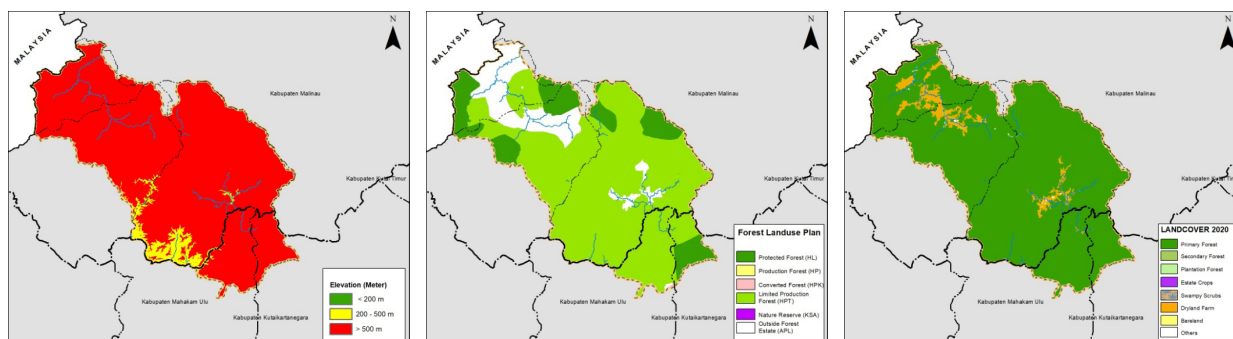 N
MALAYSIA
Kabupaten Malinau
Kabupaten Kutai Timur
Kabupaten Mahakam Ulu
Kabupaten Kutaikartanegara
Elevation (Meter)
< 200 m
200 - 500 m
> 500 m
N
MALAYSIA
Kabupaten Malinau
Kabupaten Kutai Timur
Kabupaten Mahakam Ulu
Kabupaten Kutaikartanegara
Forest Landuse Plan
Protected Forest (HL)
Production Forest (HP)
Converted Forest (HPK)
Limited Production
Forest (HPT)
Nature Reserve (KSA)
Outside Forest
Estate (APL)
N
MALAYSIA
Kabupaten Malinau
Kabupaten Kutai Timur
Kabupaten Mahakam Ulu
Kabupaten Kutaikartanegara
LANDCOVER 2020
Primary Forest
Secondary Forest
Plantation Forest
Estate Crops
Swampy Scrubs
Dryland Farm
Bareland
Others